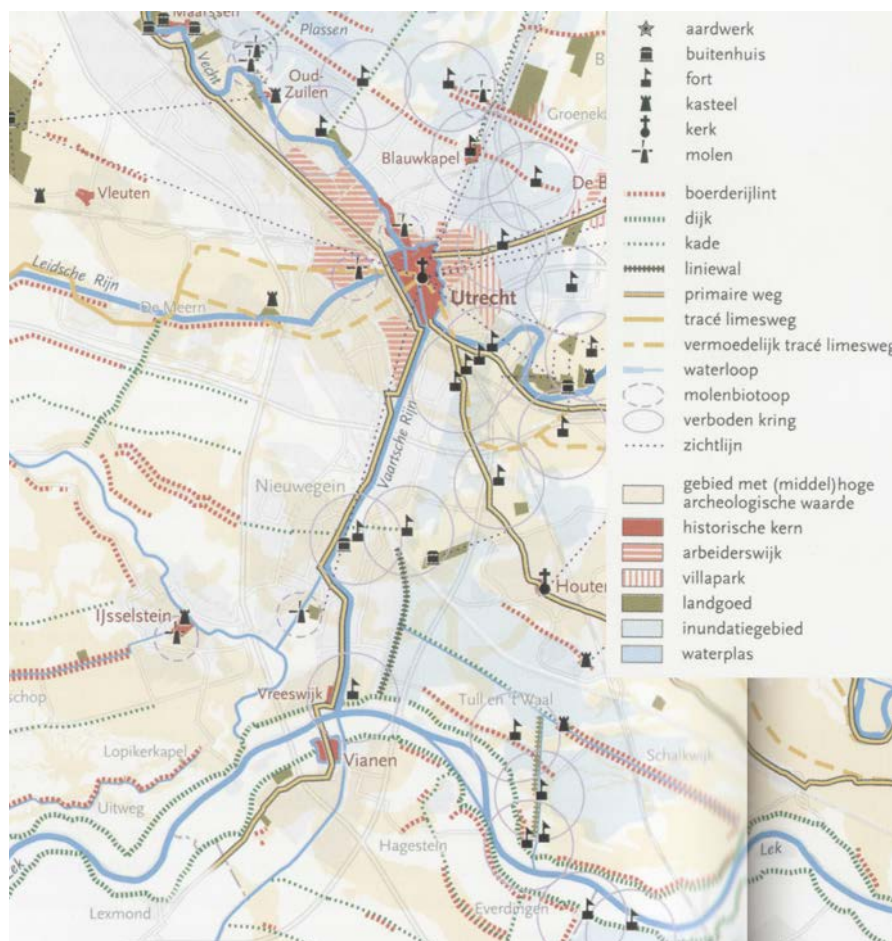 Maarssen
Plassen
Vecht
Oud-
Zuilen
Groenek
Blauwkapel
De B
Vleuten
Leidsche Rijn
De Meern
Utrecht
Vaartsche Rijn
Nieuwegein
Houten
IJsselstein
schop
Vreeswijk
Tull en 't Waal
Lopikerkapel
Vianen
Schalkwijk
Uitweg
Hagestein
Lek
Lek
Lexmond
Everdingen
aardwerk
buitenhuis
fort
kasteel
kerk
molen
boerderijlint
dijk
kade
liniewal
primaire weg
tracé limesweg
vermoedelijk tracé limesweg
waterloop
molenbiotoop
verboden kring
zichtlijn
gebied met (middel)hoge
archeologische waarde
historische kern
arbeiderswijk
villapark
landgoed
inundatiegebied
waterplas